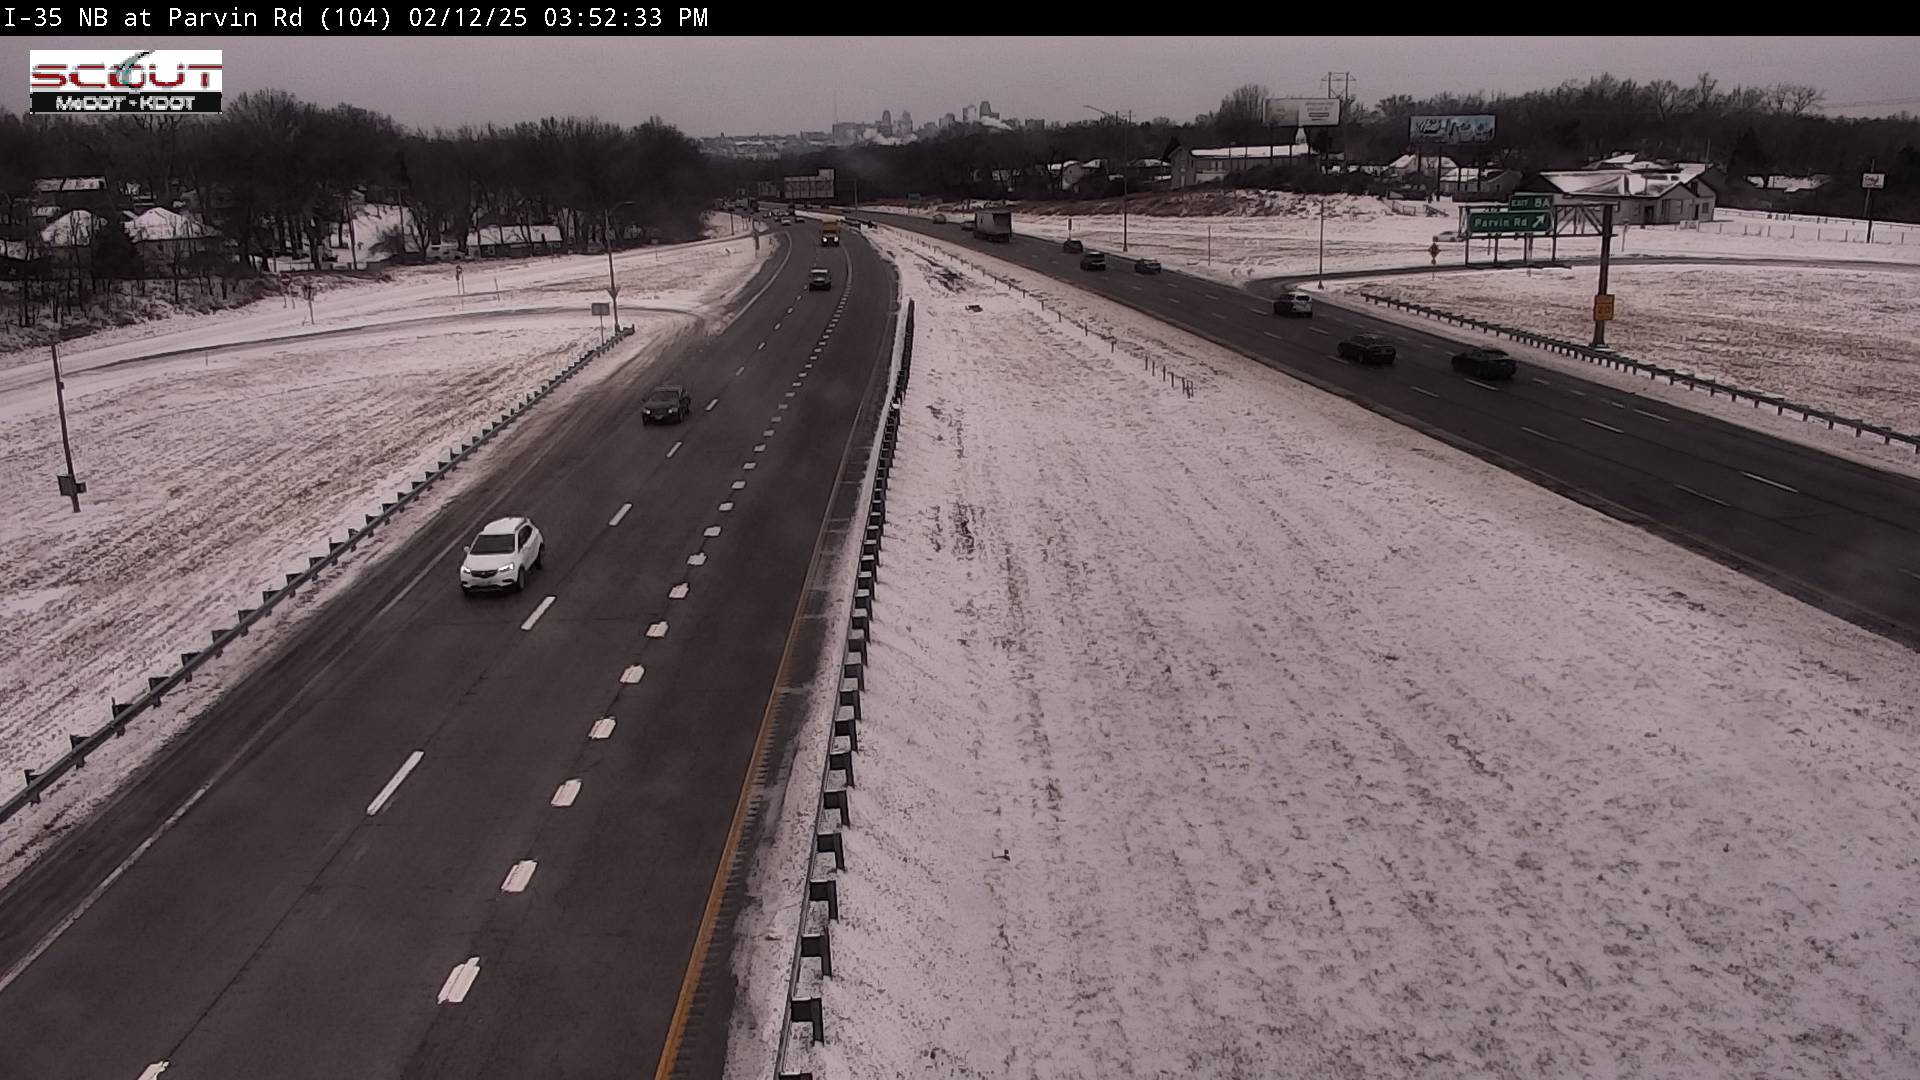 I-35 NB at Parvin Rd (104) 02/12/25 03:52:33 PM
SCOUT
MoDOT - KDOT
EXIT 8A
Parvin Rd